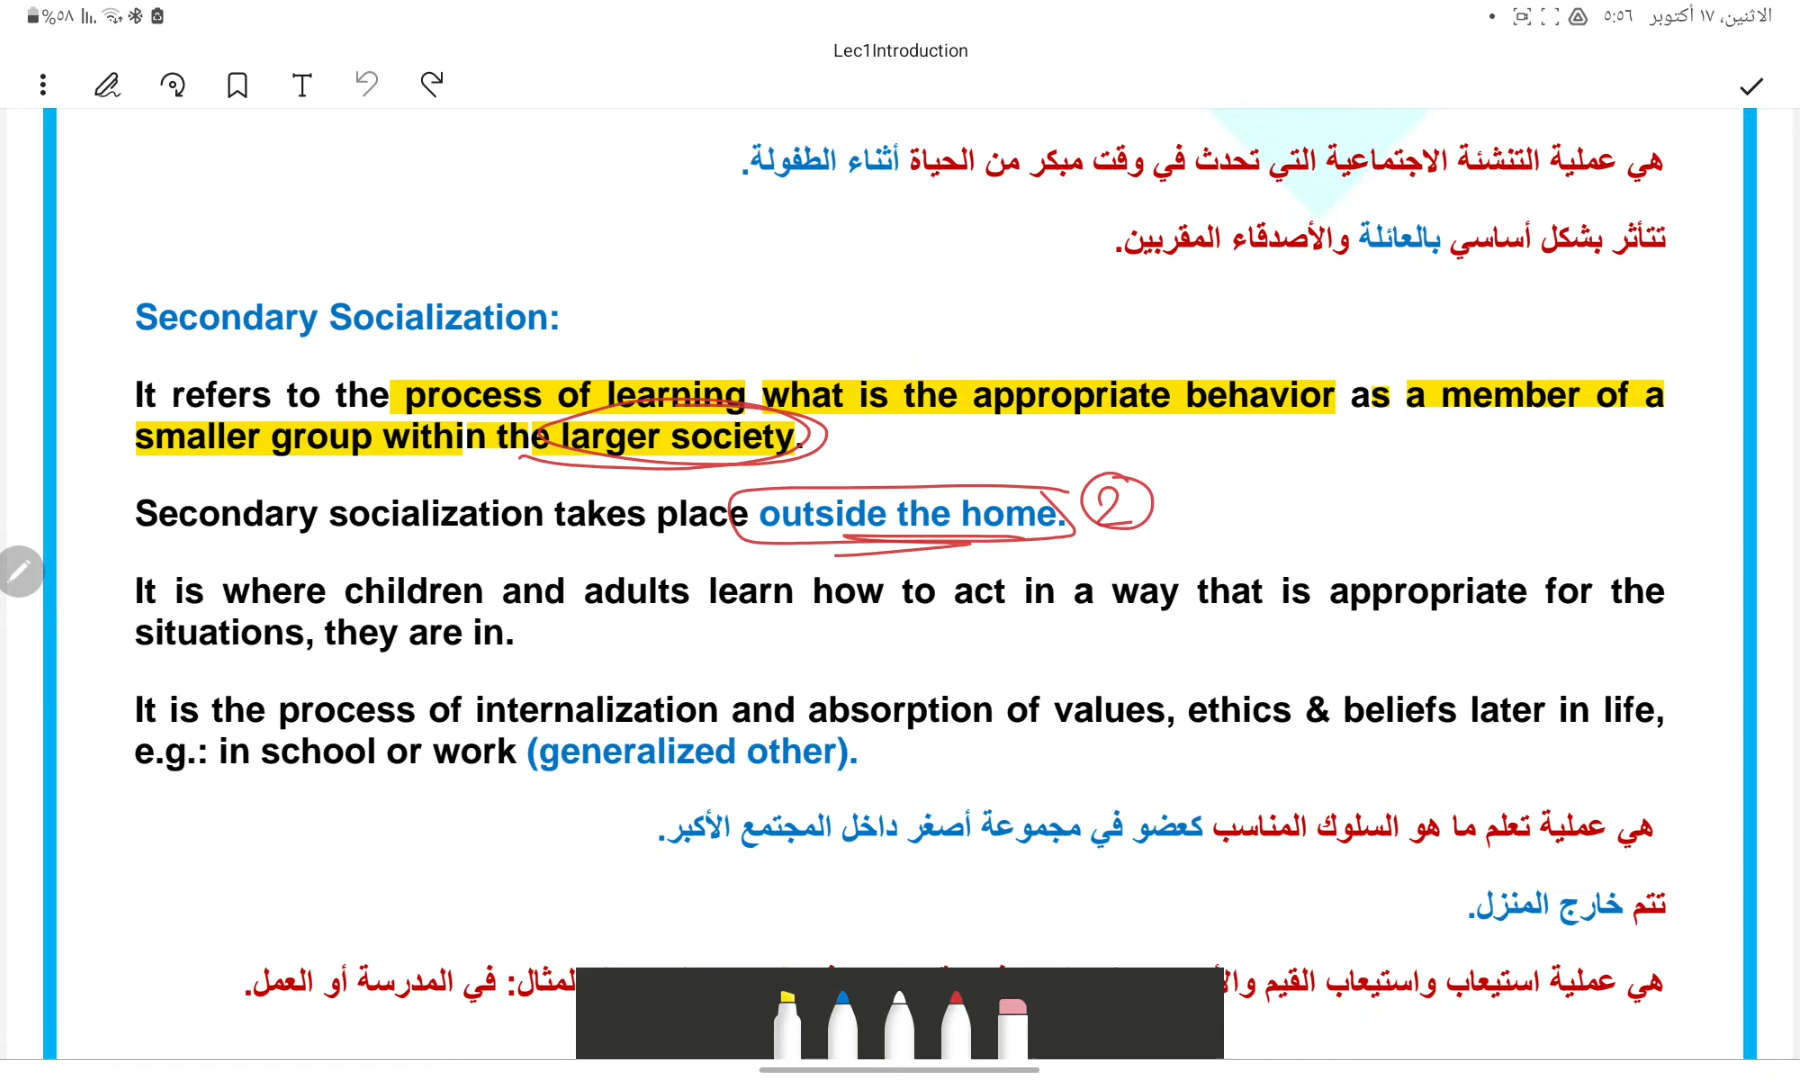 %٥٨
الاثنين، ١٧ أكتوبر ٥:٥٦
Lec1Introduction
هي عملية التنشئة الاجتماعية التي تحدث في وقت مبكر من الحياة أثناء الطفولة.
تتأثر بشكل أساسي بالعائلة والأصدقاء المقربين.
Secondary Socialization:
It refers to the process of learning what is the appropriate behavior as a member of a
smaller group within the larger society.
Secondary socialization takes place outside the home. 2
It is where children and adults learn how to act in a way that is appropriate for the
situations, they are in.
It is the process of internalization and absorption of values, ethics & beliefs later in life,
e.g.: in school or work (generalized other).
هي عملية تعلم ما هو السلوك المناسب كعضو في مجموعة أصغر داخل المجتمع الأكبر.
تتم خارج المنزل.
هي عملية استيعاب واستيعاب القيم المثال: في المدرسة أو العمل.